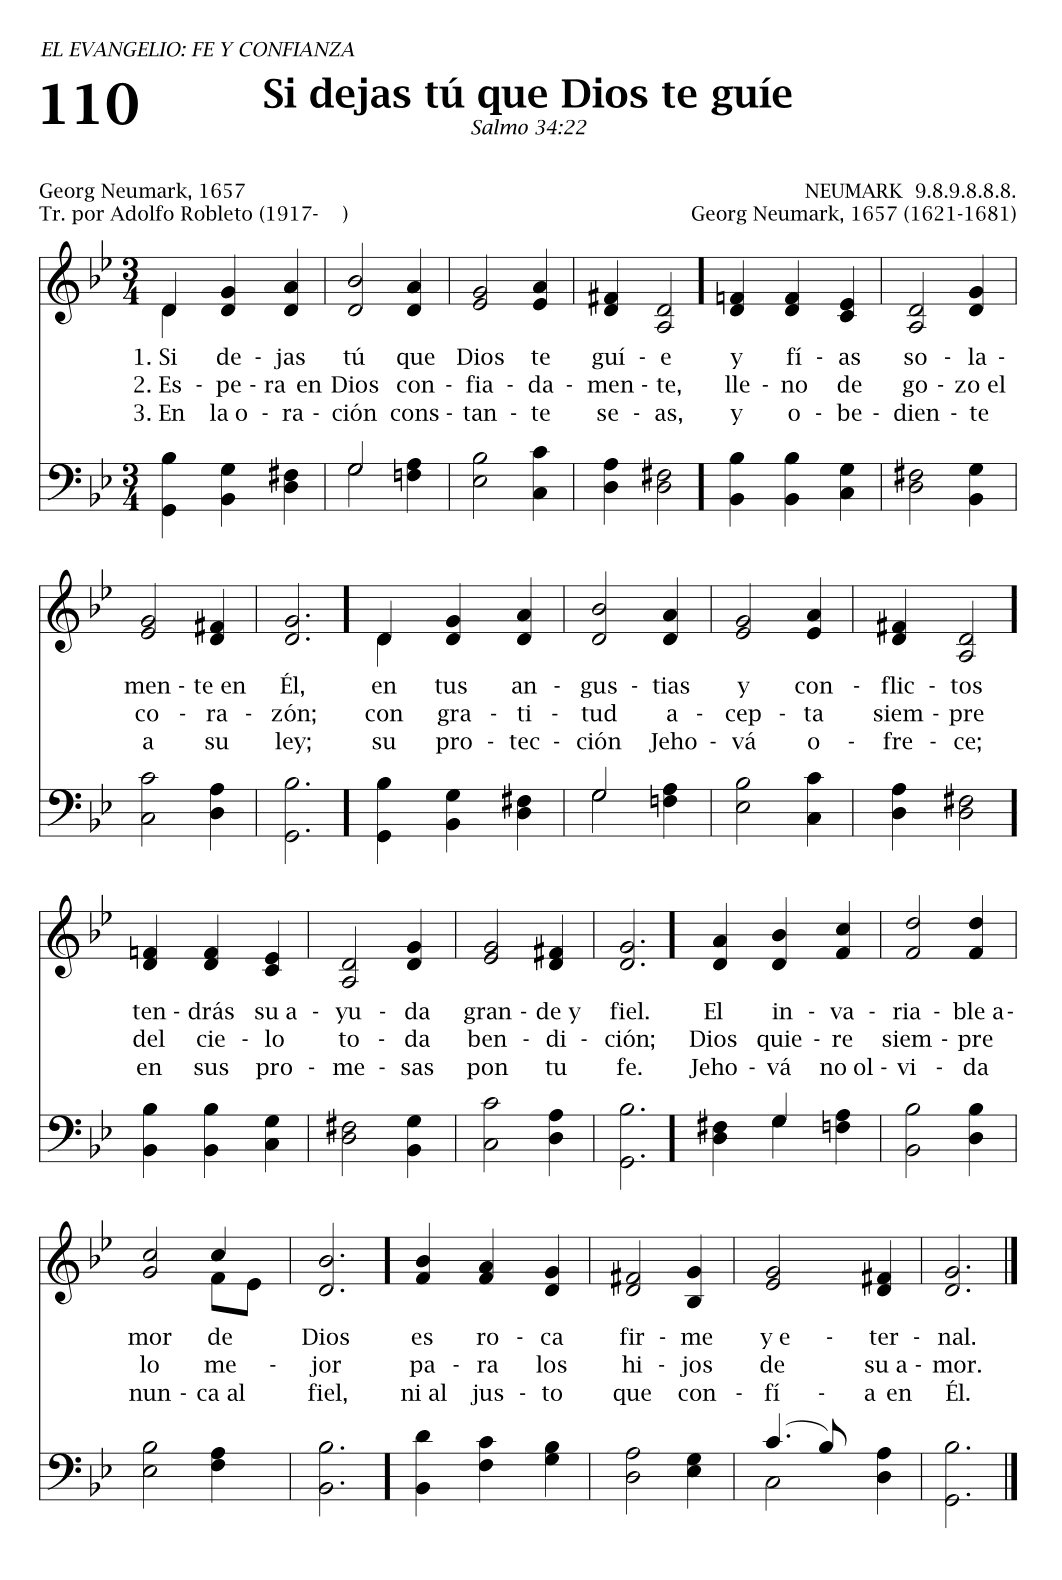 EL EVANGELIO: FE Y CONFIANZA
110 Si dejas tú que Dios te guíe
Salmo 34:22
Georg Neumark, 1657 NEUMARK 9.8.9.8.8.8.
Tr. por Adolfo Robleto (1917- ) Georg Neumark, 1657 (1621-1681)
3 4
1. Si de - jas tú que Dios te guí - e y fí - as so - la -
2. Es - pe - ra en Dios con - fia - da - men - te, lle - no de go - zo el
3. En la o - ra - ción cons - tan - te se - as, y o - be - dien - te
3 4
men - te en Él, en tus an - gus - tias y con - flic - tos
co - ra - zón; con gra - ti - tud a - cep - ta siem - pre
a su ley; su pro - tec - ción Jeho - vá o - fre - ce;
ten - drás su a - yu - da gran - de y fiel. El in - va - ria - ble a -
del cie - lo to - da ben - di - ción; Dios quie - re siem - pre
en sus pro - me - sas pon tu fe. Jeho - vá no ol - vi - da
mor de Dios es ro - ca fir - me y e - ter - nal.
lo me - jor pa - ra los hi - jos de su a - mor.
nun - ca al fiel, ni al jus - to que con - fí - a en Él.